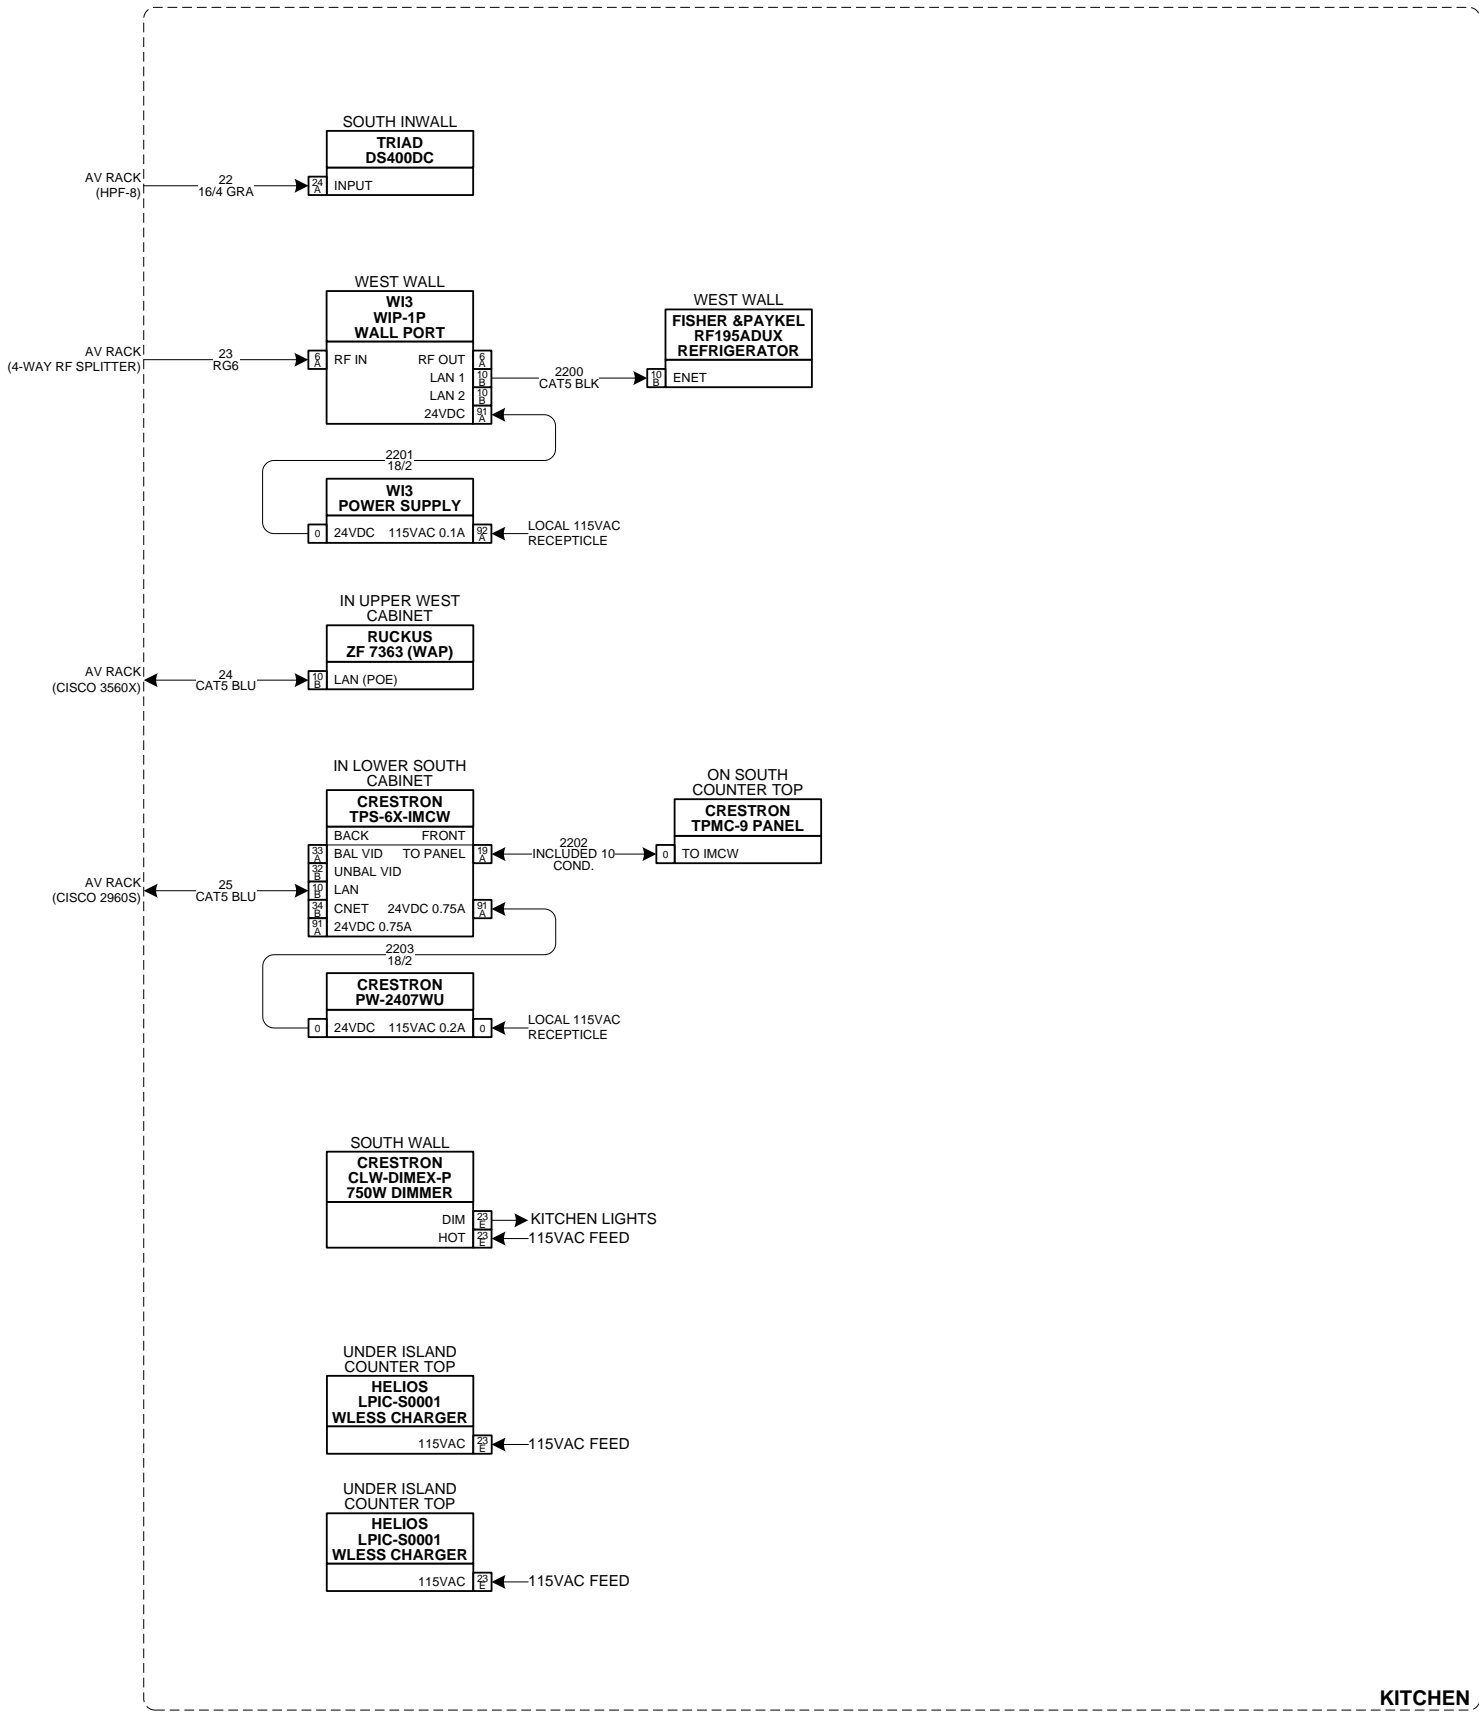 SOUTH INWALL
TRIAD
DS400DC
AV RACK
(HPF-8)
22
16/4 GRA
24
A
INPUT
WEST WALL
WI3
WIP-1P
WALL PORT
AV RACK
(4-WAY RF SPLITTER)
23
RG6
6
A
RF IN
RF OUT
6
A
LAN 1
10
B
LAN 2
10
B
24VDC
91
A
2200
CAT5 BLK
WEST WALL
FISHER &PAYKEL
RF195ADUX
REFRIGERATOR
10
B
ENET
2201
18/2
WI3
POWER SUPPLY
0
24VDC
115VAC 0.1A
92
A
LOCAL 115VAC
RECEPTICLE
IN UPPER WEST
CABINET
RUCKUS
ZF 7363 (WAP)
AV RACK
(CISCO 3560X)
24
CAT5 BLU
10
B
LAN (POE)
IN LOWER SOUTH
CABINET
CRESTRON
TPS-6X-IMCW
BACK
FRONT
33
A
BAL VID
TO PANEL
19
A
32
B
UNBAL VID
AV RACK
(CISCO 2960S)
25
CAT5 BLU
10
B
LAN
34
B
CNET
24VDC 0.75A
91
A
91
A
24VDC 0.75A
2202
INCLUDED 10
COND.
ON SOUTH
COUNTER TOP
CRESTRON
TPMC-9 PANEL
0
TO IMCW
2203
18/2
CRESTRON
PW-2407WU
0
24VDC
115VAC 0.2A
0
LOCAL 115VAC
RECEPTICLE
SOUTH WALL
CRESTRON
CLW-DIMEX-P
750W DIMMER
DIM
23
E
KITCHEN LIGHTS
HOT
23
E
115VAC FEED
UNDER ISLAND
COUNTER TOP
HELIOS
LPIC-S0001
WLESS CHARGER
115VAC
23
E
115VAC FEED
UNDER ISLAND
COUNTER TOP
HELIOS
LPIC-S0001
WLESS CHARGER
115VAC
23
E
115VAC FEED
KITCHEN